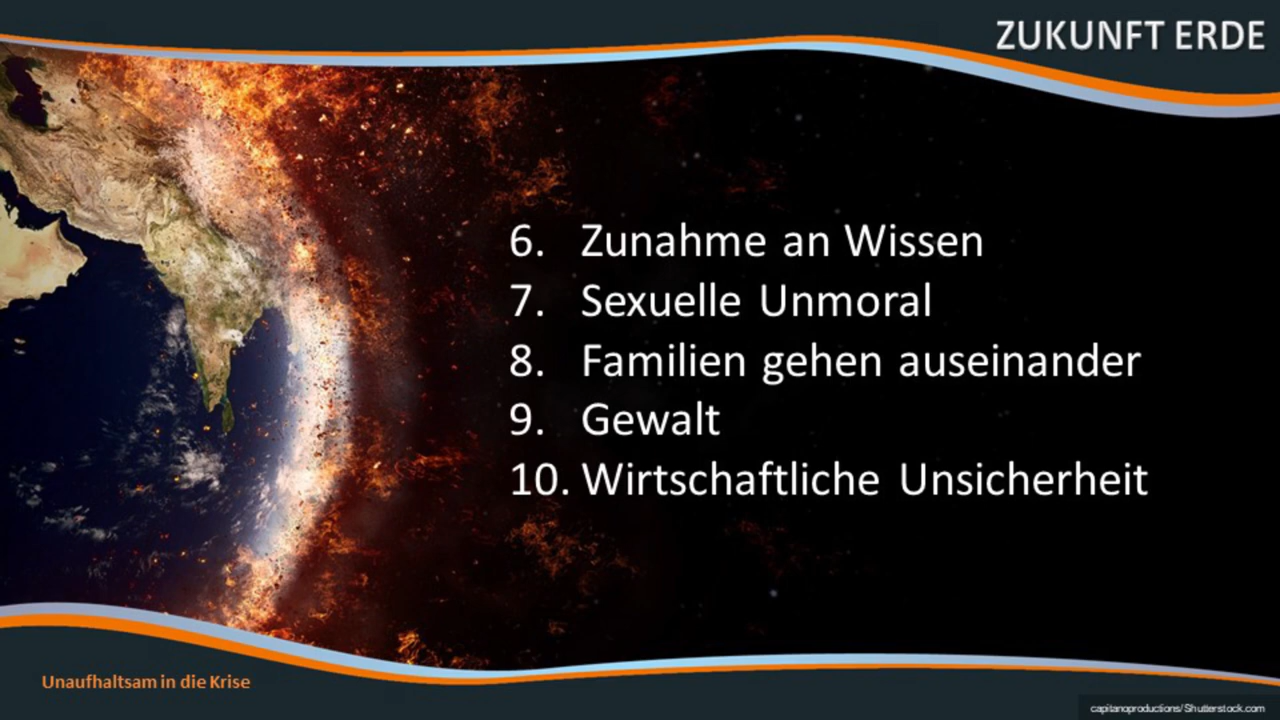 ZUKUNFT ERDE
6. Zunahme an Wissen
7. Sexuelle Unmoral
8. Familien gehen auseinander
9. Gewalt
10. Wirtschaftliche Unsicherheit
Unaufhaltsam in die Krise
capitanoproductions/Shutterstock.com